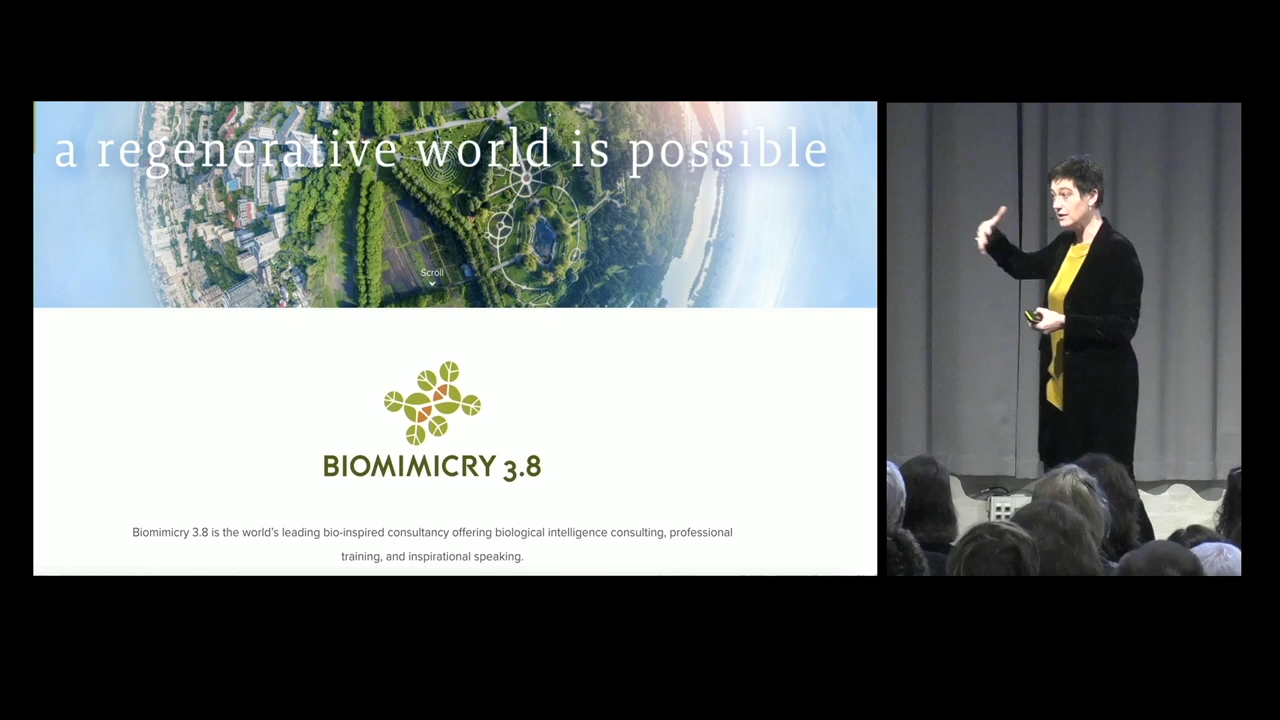 a regenerative world is possible
Scroll
BIOMIMICRY 3.8
Biomimicry 3.8 is the world's leading bio-inspired consultancy offering biological intelligence consulting, professional
training, and inspirational speaking.